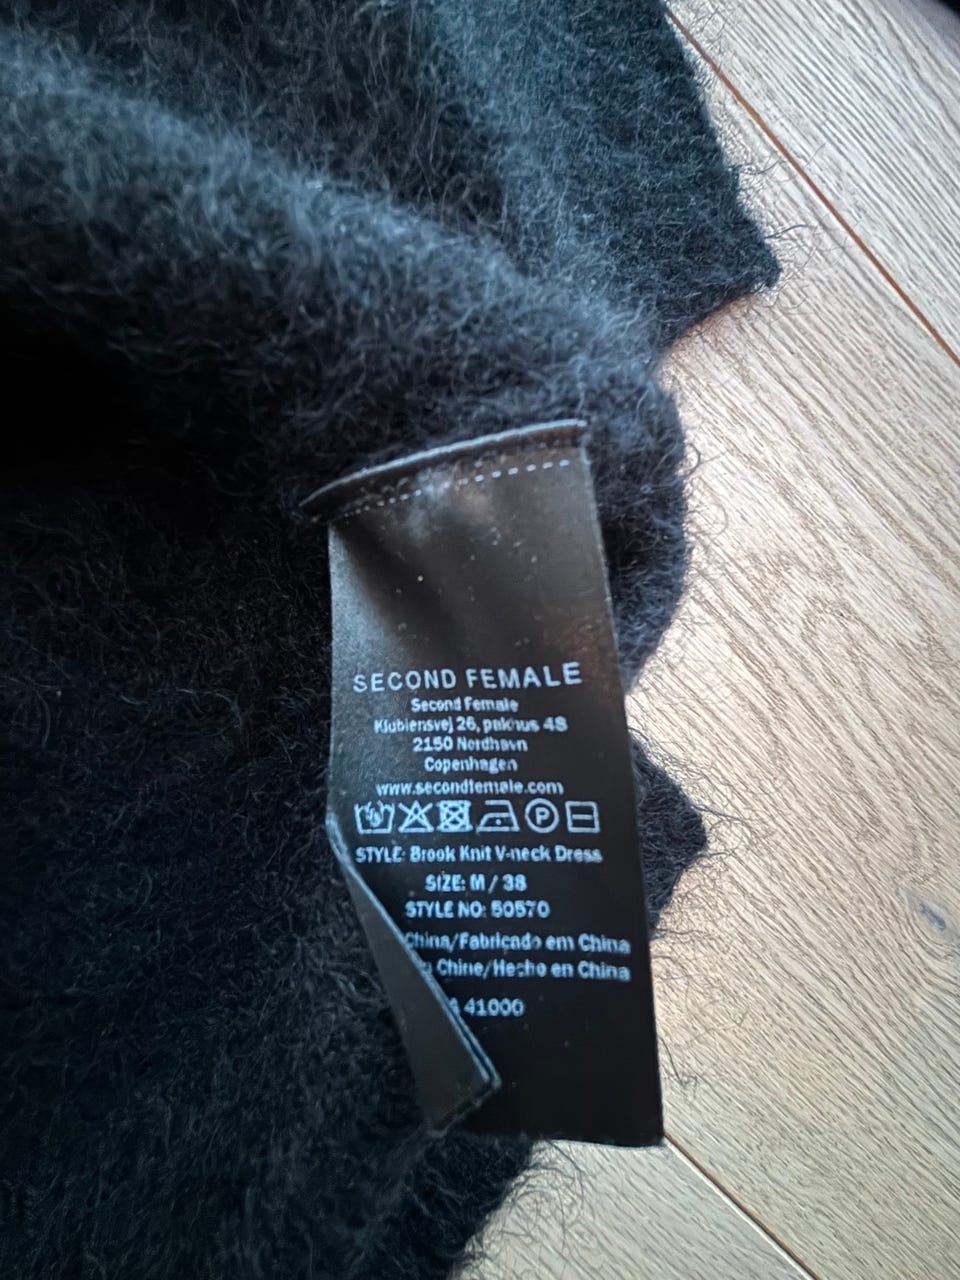 SECOND FEMALE
Second Female
Klubiensvej 26, pakhus 48
2150 Nordhavn
Copenhagen
www.secondfemale.com
P
STYLE: Brook Knit V-neck Dress
SIZE: M / 38
STYLE NO: 50570
China/Fabricado em China
Chine/Hecho en China
41000